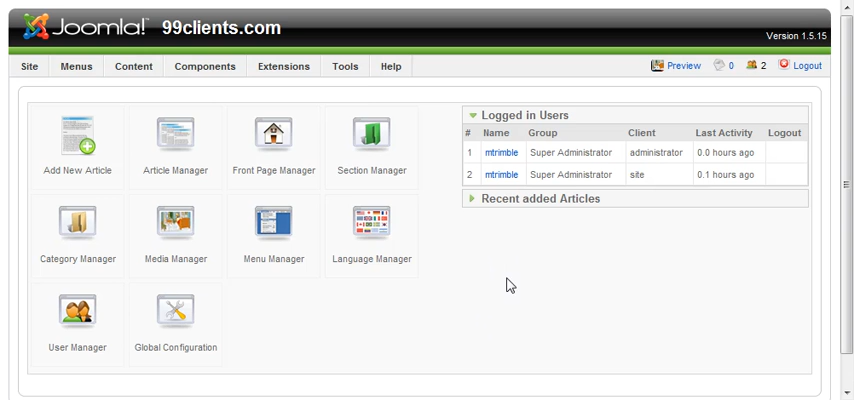 Joomla!™ 99clients.com
Version 1.5.15
Site Menus Content Components Extensions Tools Help Preview 0 2 Logout
Add New Article Article Manager Front Page Manager Section Manager
Category Manager Media Manager Menu Manager Language Manager
User Manager Global Configuration
Logged in Users
# Name Group Client Last Activity Logout
1 mtrimble Super Administrator administrator 0.0 hours ago
2 mtrimble Super Administrator site 0.1 hours ago
Recent added Articles